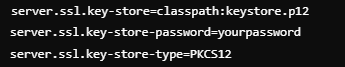 server.ssl.key-store=classpath:keystore.p12
server.ssl.key-store-password=yourpassword
server.ssl.key-store-type=PKCS12